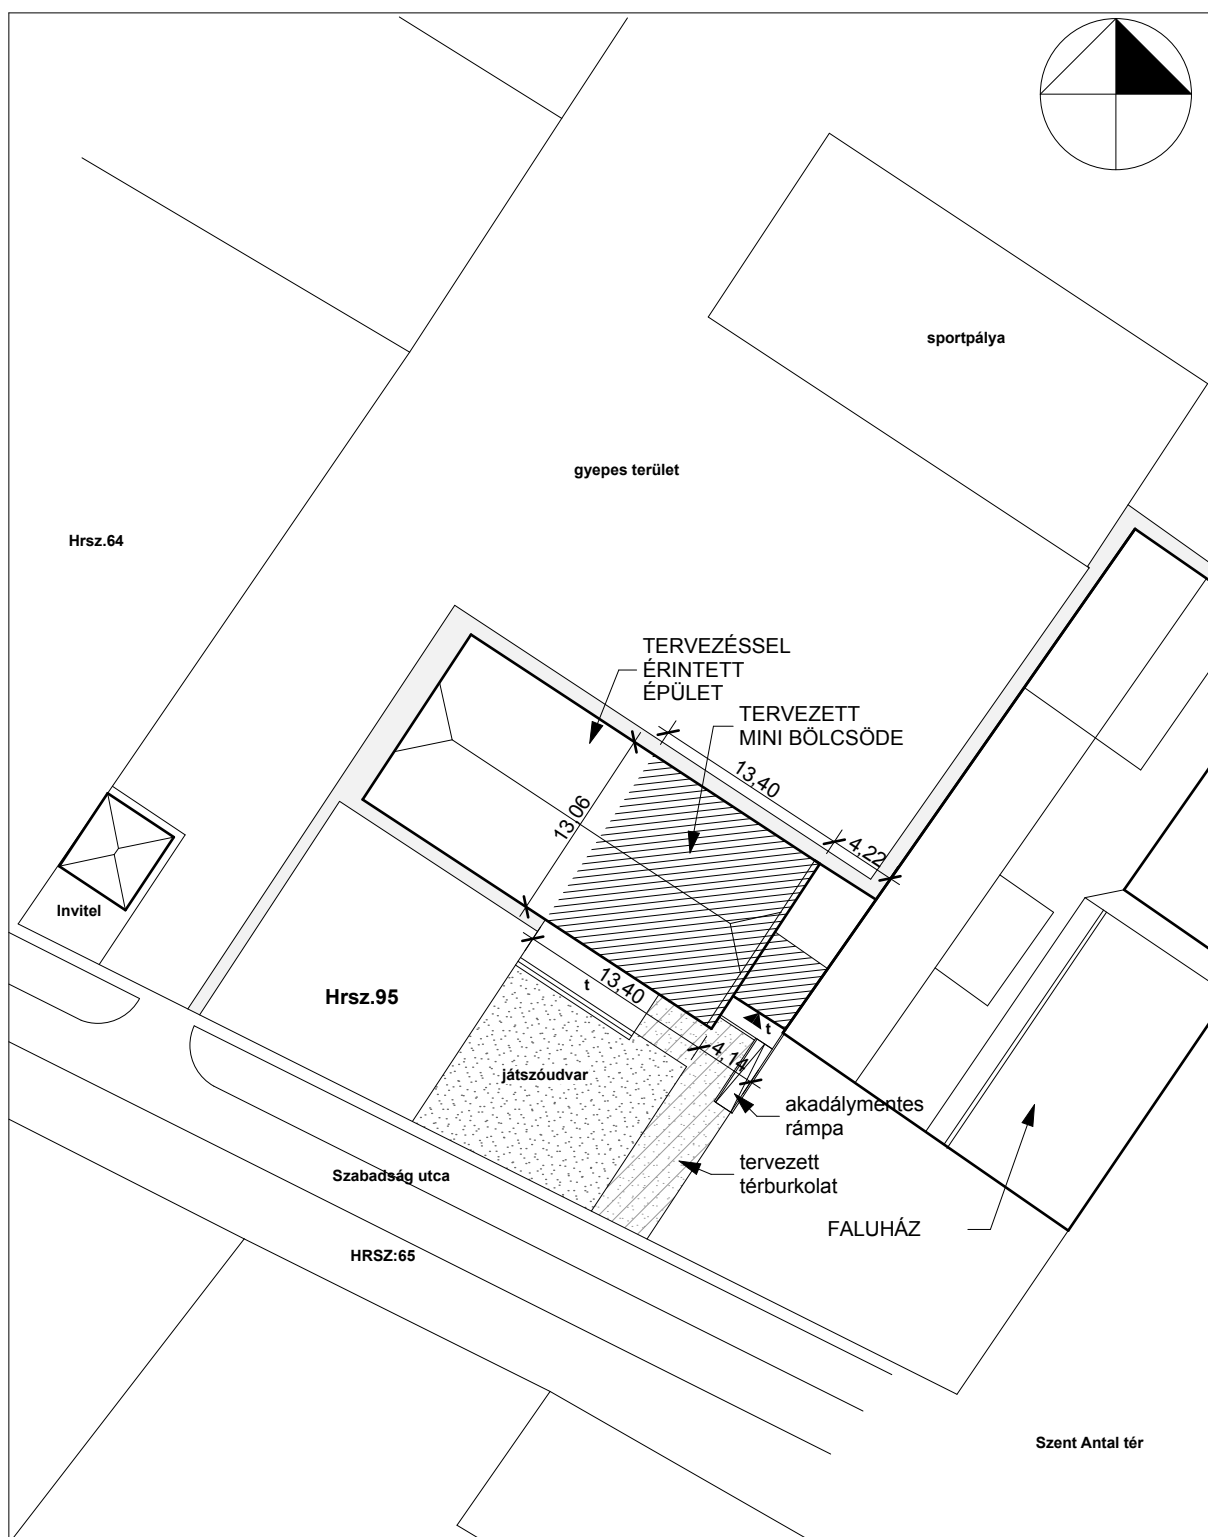 sportpálya
gyepes terület
Hrsz.64
TERVEZÉSSEL
ÉRINTETT
ÉPÜLET
TERVEZETT
MINI BÖLCSÖDE
13,40
13,06
4,22
Invitel
Hrsz.95
t
13,40
t
4,14
játszóudvar
akadálymentes
rámpa
tervezett
térburkolat
Szabadság utca
FALUHÁZ
HRSZ:65
Szent Antal tér